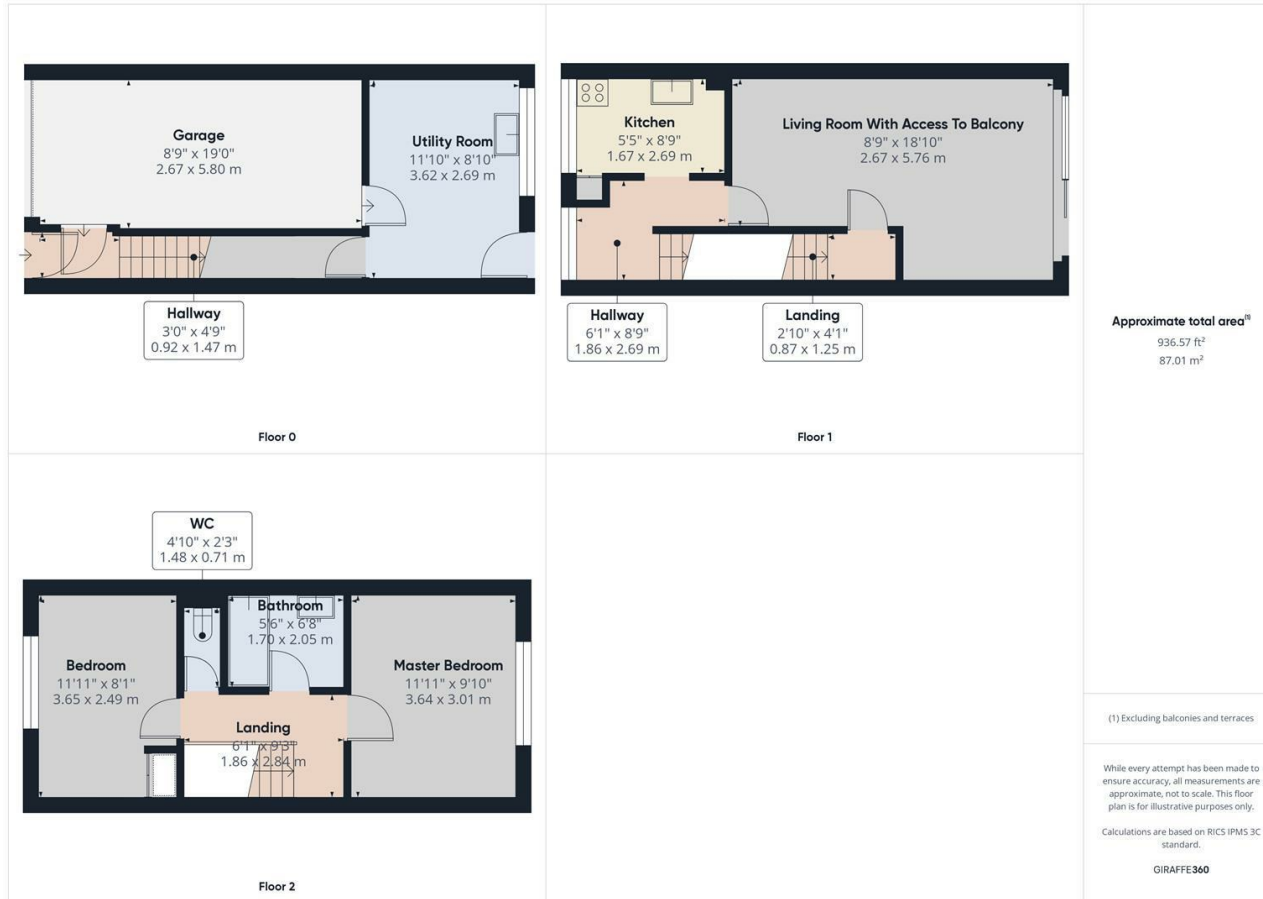 Garage
8'9" x 19'0"
2.67 x 5.80 m
Utility Room
11'10" x 8'10"
3.62 x 2.69 m
Hallway
3'0" x 4'9"
0.92 x 1.47 m
Floor 0
Kitchen
5'5" x 8'9"
1.67 x 2.69 m
Living Room With Access To Balcony
8'9" x 18'10"
2.67 x 5.76 m
Hallway
6'1" x 8'9"
1.86 x 2.69 m
Landing
2'10" x 4'1"
0.87 x 1.25 m
Floor 1
WC
4'10" x 2'3"
1.48 x 0.71 m
Bathroom
5'6" x 6'8"
1.70 x 2.05 m
Bedroom
11'11" x 8'1"
3.65 x 2.49 m
Master Bedroom
11'11" x 9'10"
3.64 x 3.01 m
Landing
6'1" x 9'3"
1.86 x 2.84 m
Floor 2
Approximate total area(1)
936.57 ft²
87.01 m²
(1) Excluding balconies and terraces
While every attempt has been made to
ensure accuracy, all measurements are
approximate, not to scale. This floor
plan is for illustrative purposes only.
Calculations are based on RICS IPMS 3C
standard.
GIRAFFE360